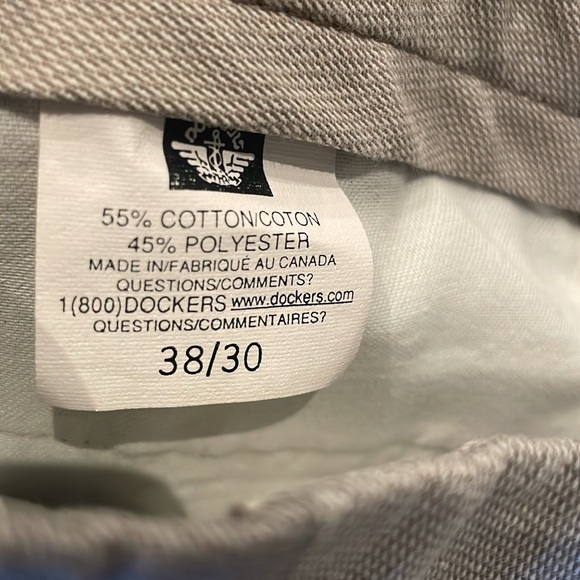 55% COTTON/COTON
45% POLYESTER
MADE IN/FABRIQUÉ AU CANADA
QUESTIONS/COMMENTS?
1(800)DOCKERS www.dockers.com
QUESTIONS/COMMENTAIRES?
38/30